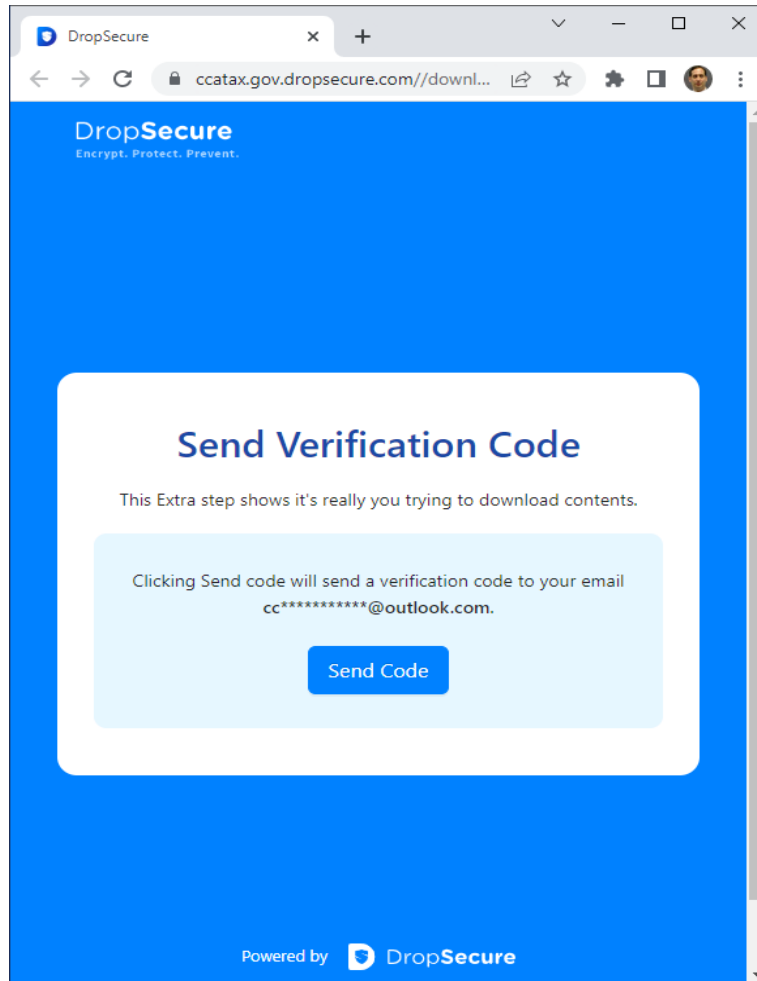 DropSecure
ccatax.gov.dropsecure.com//downl...
DropSecure
Encrypt. Protect. Prevent.
Send Verification Code
This Extra step shows it's really you trying to download contents.
Clicking Send code will send a verification code to your email
cc***********@outlook.com.
Send Code
Powered by DropSecure